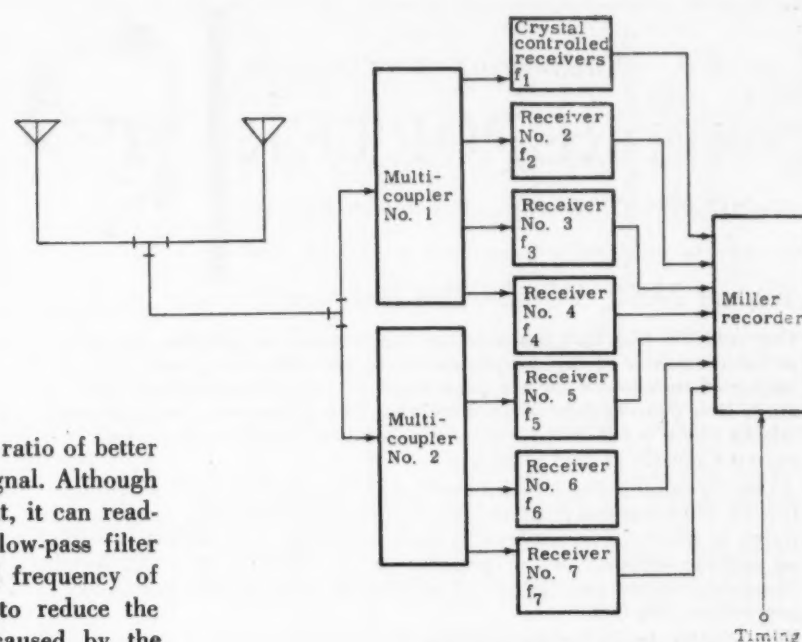 Crystal
controlled
receivers
f1
Receiver
No. 2
f2
Multi-
coupler
No. 1
Receiver
No. 3
f3
Miller
recorder
Receiver
No. 4
f4
Receiver
No. 5
f5
Multi-
coupler
No. 2
Receiver
No. 6
f6
Receiver
No. 7
f7
Timing
ratio of better
gnal. Although
t, it can read-
low-pass filter
frequency of
to reduce the
caused by the